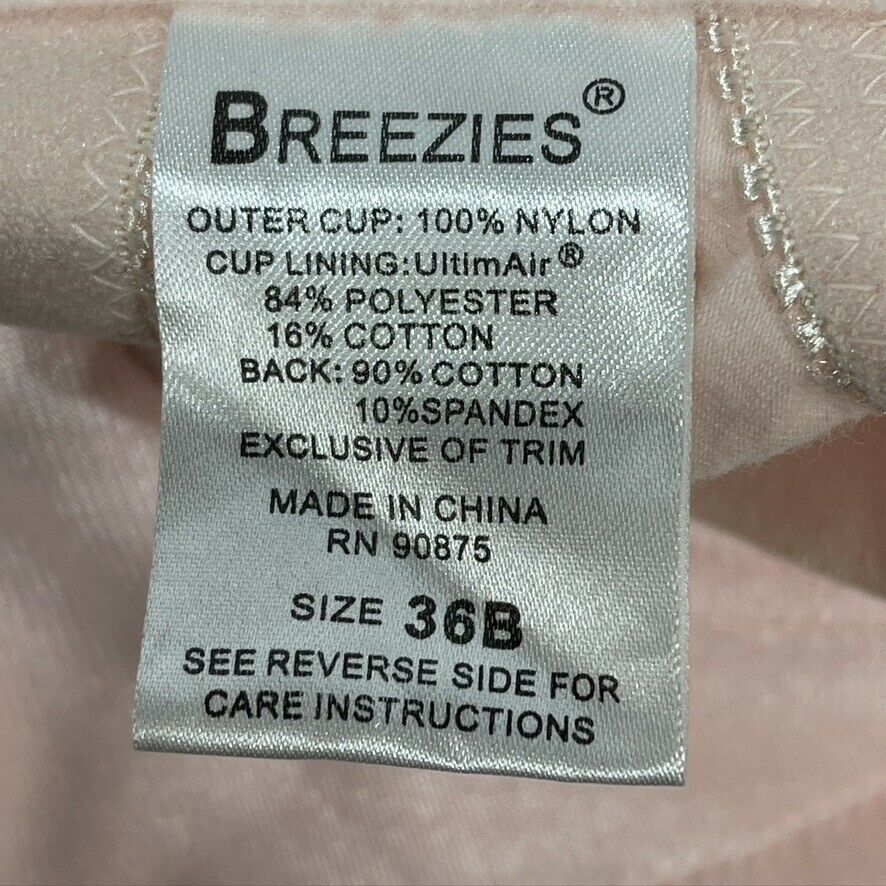 BREEZIES®
OUTER CUP: 100% NYLON
CUP LINING:UltimAir®
84% POLYESTER
16% COTTON
BACK: 90% COTTON
10%SPANDEX
EXCLUSIVE OF TRIM
MADE IN CHINA
RN 90875
SIZE 36B
SEE REVERSE SIDE FOR
CARE INSTRUCTIONS